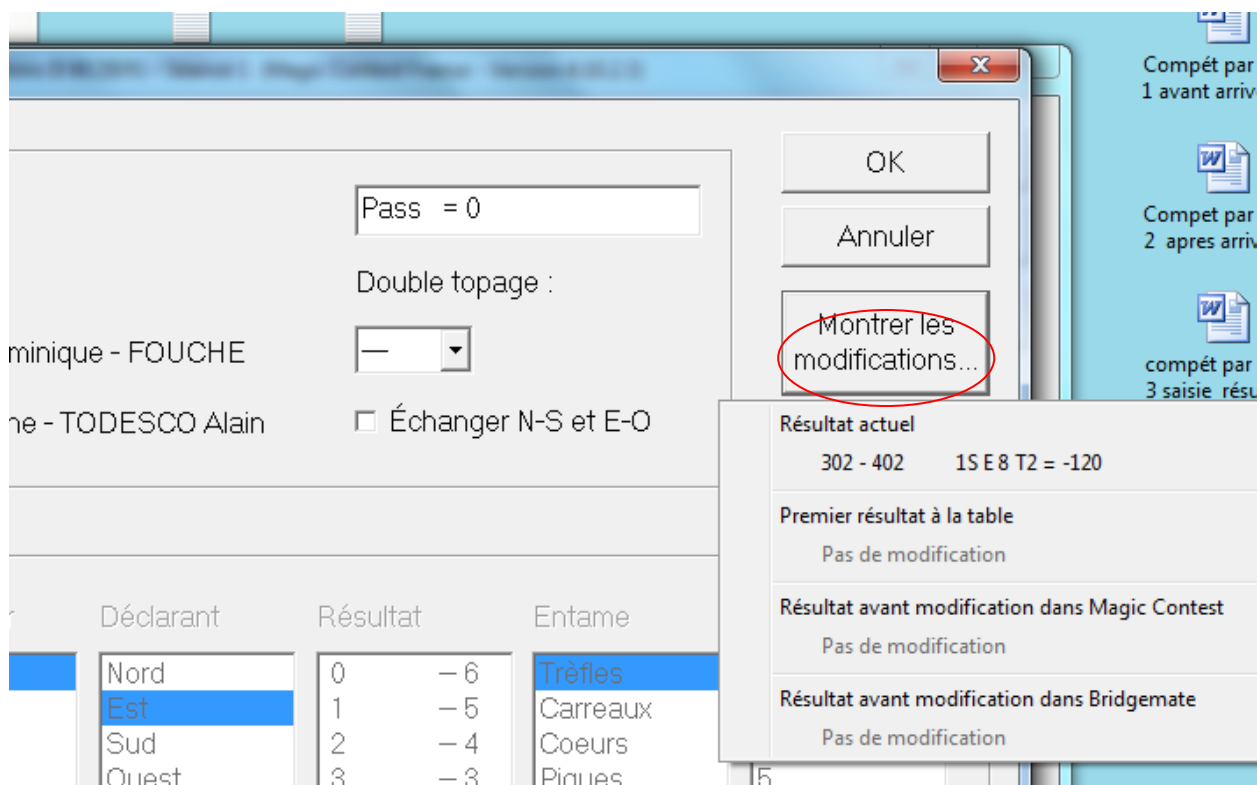 Compét par
1 avant arriv
OK
Pass = 0
Annuler
Compet par
2 apres arriv
Double topage :
Montrer les
modifications...
minique - FOUCHE
—
compét par
3 saisie résu
ne - TODESCO Alain
Échanger N-S et E-O
Résultat actuel
302 - 402 1S E 8 T2 = -120
Premier résultat à la table
Pas de modification
Résultat avant modification dans Magic Contest
Pas de modification
Résultat avant modification dans Bridgemate
Pas de modification
Déclarant Résultat Entame
Nord 0 – 6 Trèfles
Est 1 – 5 Carreaux
Sud 2 – 4 Coeurs
Ouest 3 – 3 Piques 5